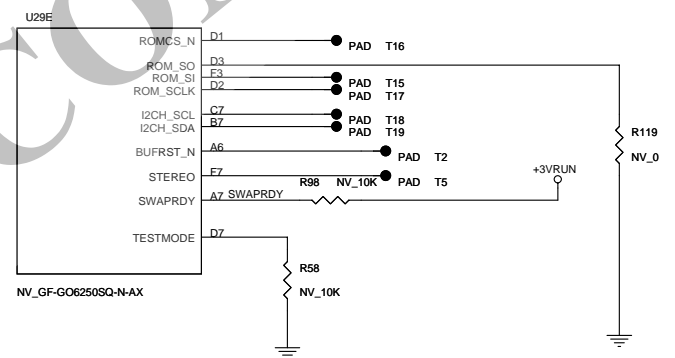 U29E
ROMCS_N D1 PAD T16
ROM_SO D3
ROM_SI F3 PAD T15
ROM_SCLK D2 PAD T17
I2CH_SCL C7 PAD T18
I2CH_SDA B7 PAD T19
R119
BUFRST_N A6 PAD T2
NV_0
+3VRUN
STEREO F7 PAD T5
R98 NV_10K
SWAPRDY A7 SWAPRDY
TESTMODE D7
R58
NV_GF-GO6250SQ-N-AX
NV_10K